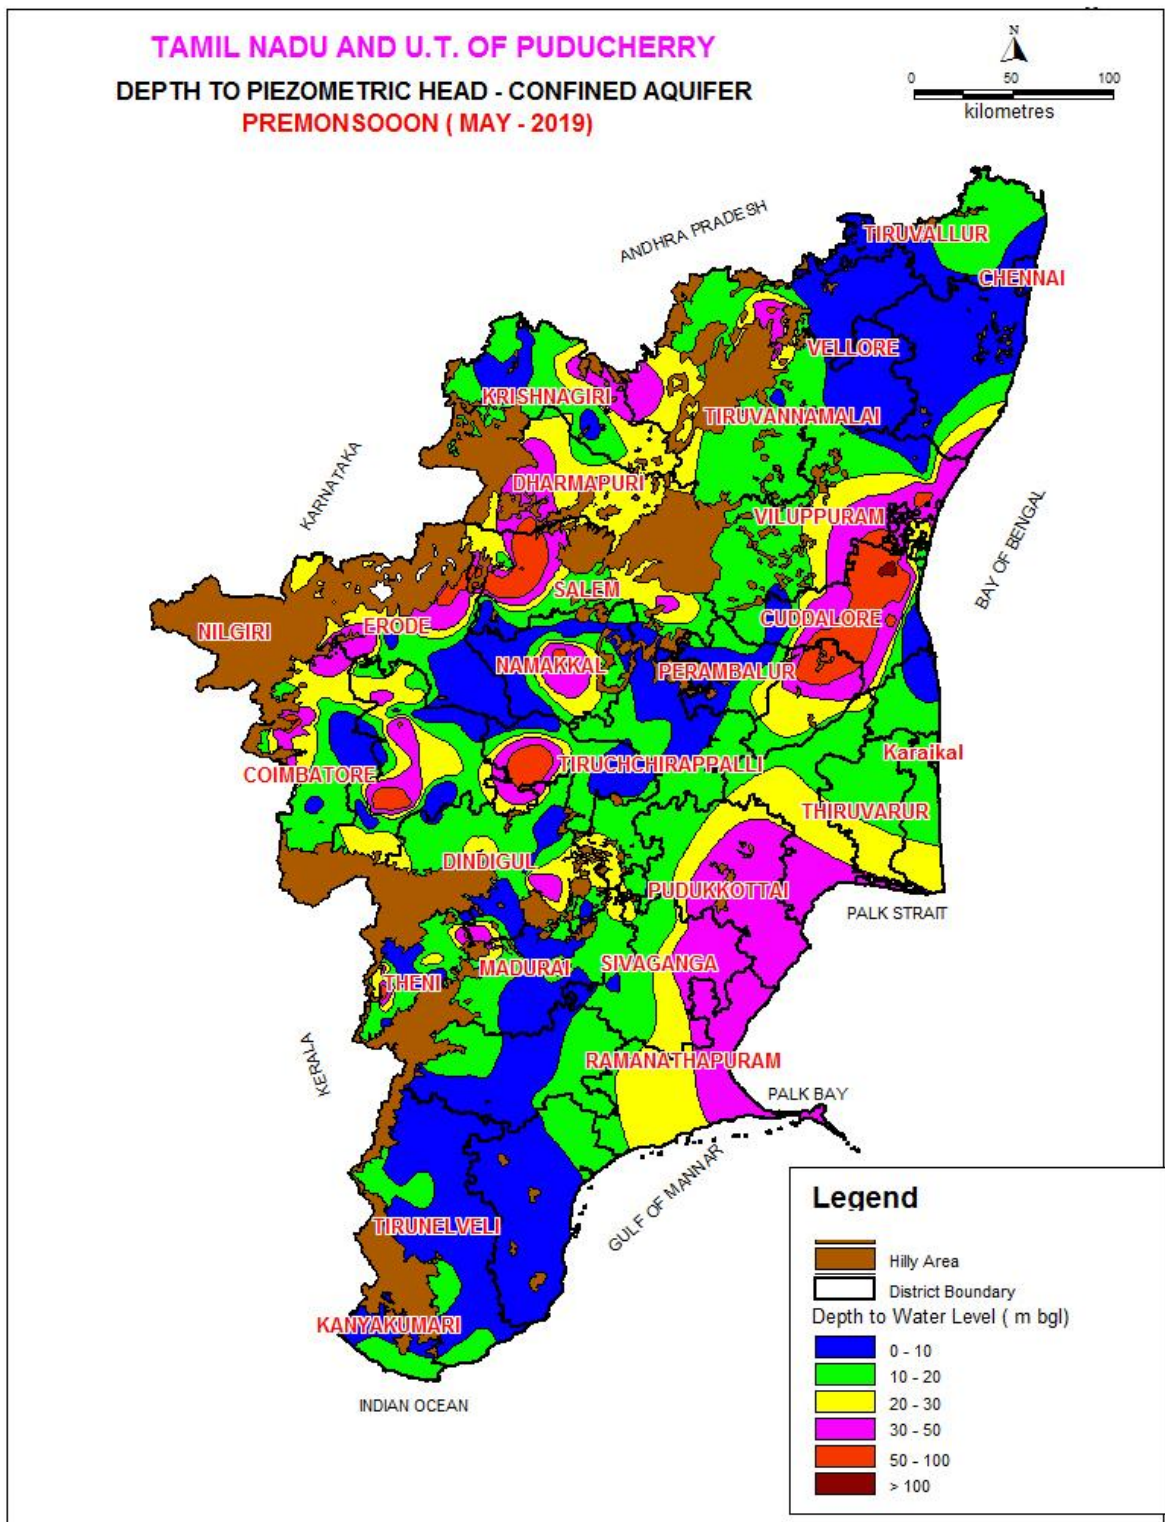 TAMIL NADU AND U.T. OF PUDUCHERRY
DEPTH TO PIEZOMETRIC HEAD - CONFINED AQUIFER
PREMONSOOON ( MAY - 2019)
N
0 50 100
kilometres
ANDHRA PRADESH
TIRUVALLUR
CHENNAI
VELLORE
KRISHNAGIRI
TIRUVANNAMALAI
KARNATAKA
DHARMAPURI
VILUPPURAM
BAY OF BENGAL
SALEM
CUDDALORE
NILGIRI
ERODE
NAMAKKAL
PERAMBALUR
Karaikal
COIMBATORE
TIRUCHCHIRAPPALLI
THIRUVARUR
DINDIGUL
PUDUKKOTTAI
PALK STRAIT
MADURAI
SIVAGANGA
THENI
KERALA
RAMANATHAPURAM
PALK BAY
GULF OF MANNAR
TIRUNELVELI
KANYAKUMARI
INDIAN OCEAN
Legend
Hilly Area
District Boundary
Depth to Water Level ( m bgl)
0 - 10
10 - 20
20 - 30
30 - 50
50 - 100
> 100